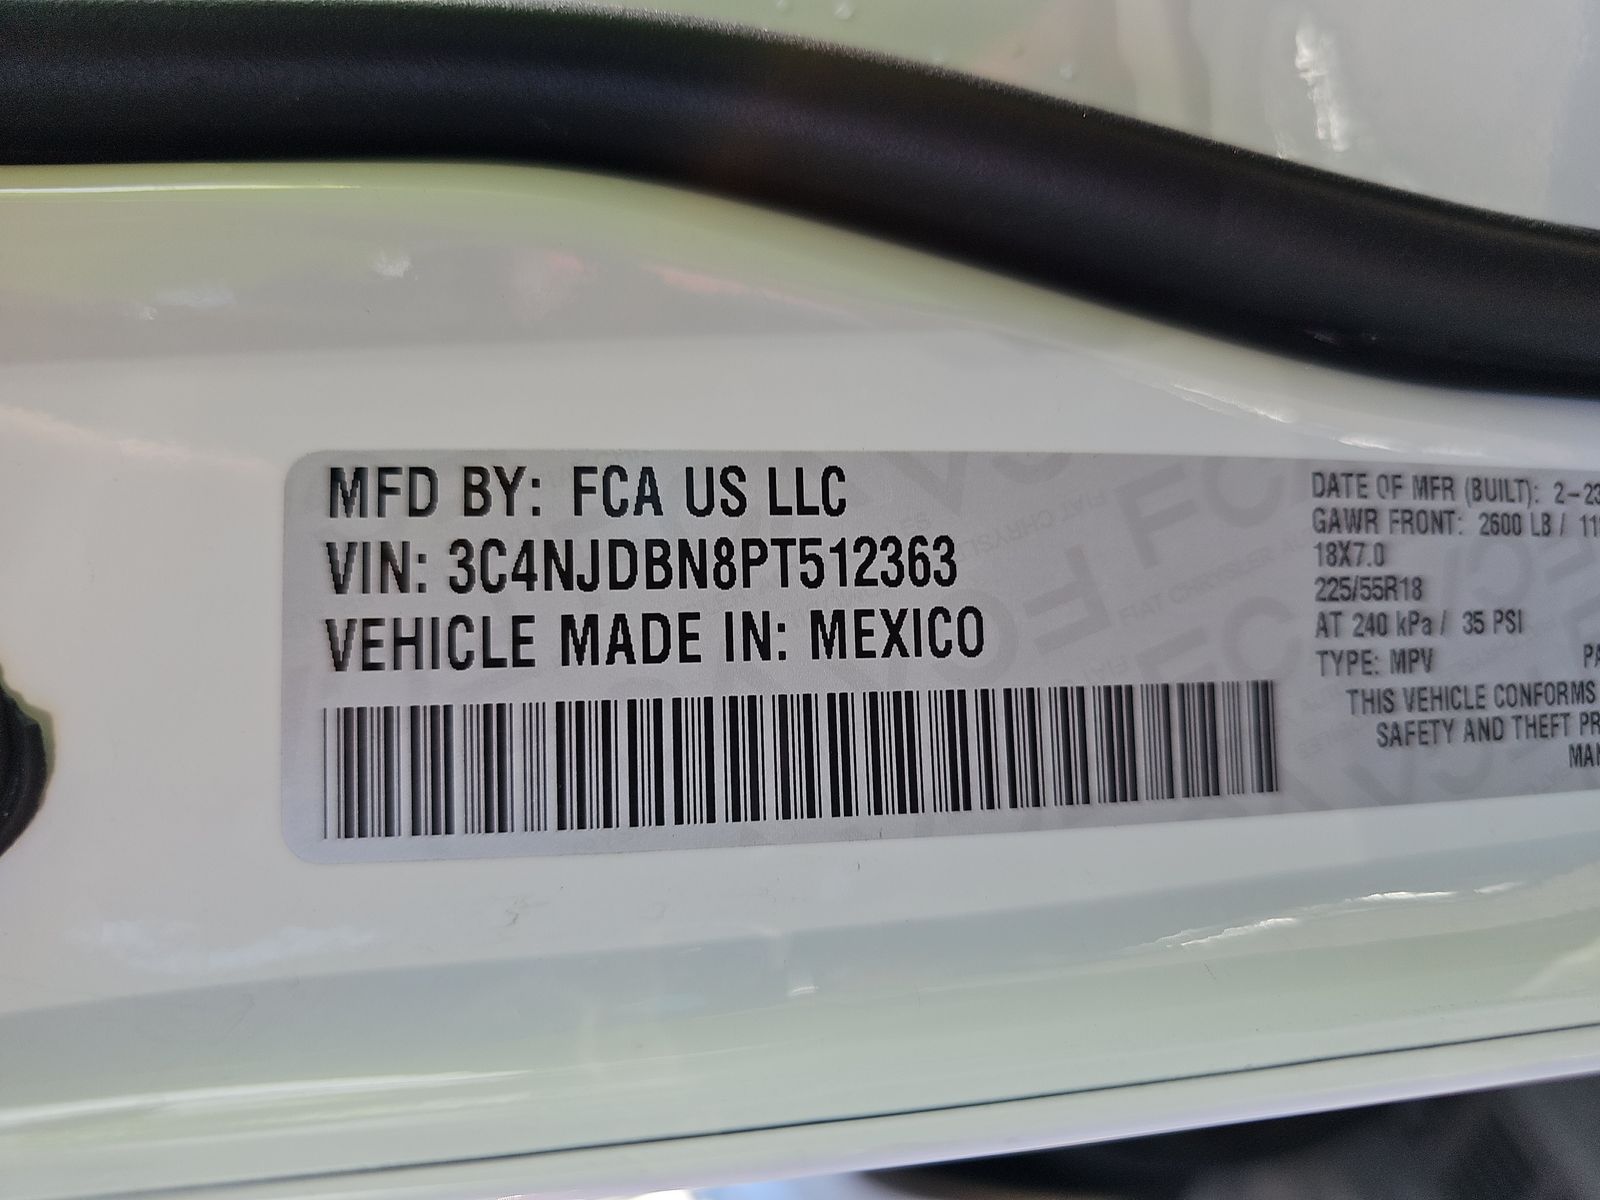 MFD BY: FCA US LLC
VIN: 3C4NJDBN8PT512363
VEHICLE MADE IN: MEXICO
DATE OF MFR (BUILT): 2-23
GAWR FRONT: 2600 LB /
18X7.0
225/55R18
AT 240 kPa / 35 PSI
TYPE: MPV
THIS VEHICLE CONFORMS
SAFETY AND THEFT